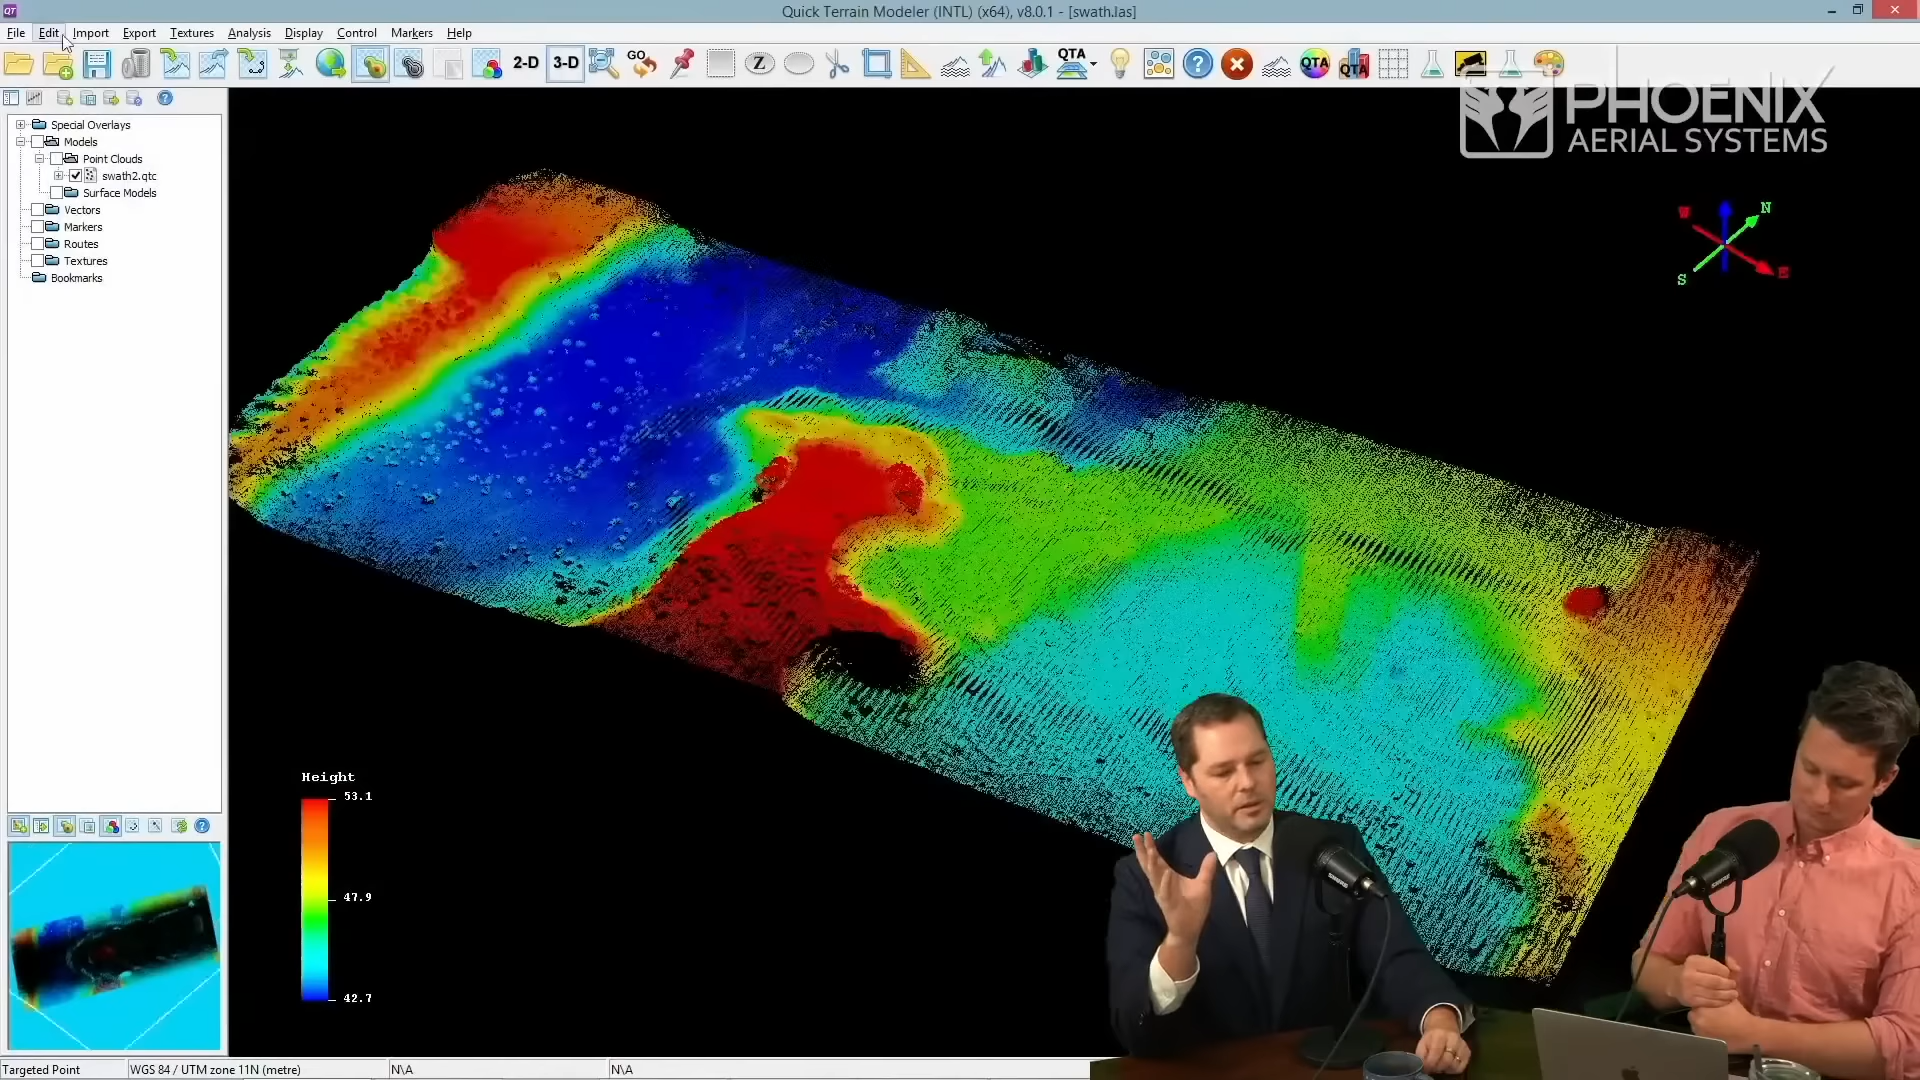 Quick Terrain Modeler (INTL) (x64), v8.0.1 - [swath.las]
File Edit Import Export Textures Analysis Display Control Markers Help
2-D 3-D GO Z QTA ? QTA QTA
PHOENIX
AERIAL SYSTEMS
Special Overlays
Models
Point Clouds
swath2.qtc
Surface Models
Vectors
Markers
Routes
Textures
Bookmarks
W N
S E
Height
53.1
47.9
42.7
Targeted Point WGS 84 / UTM zone 11N (metre) N/A N/A